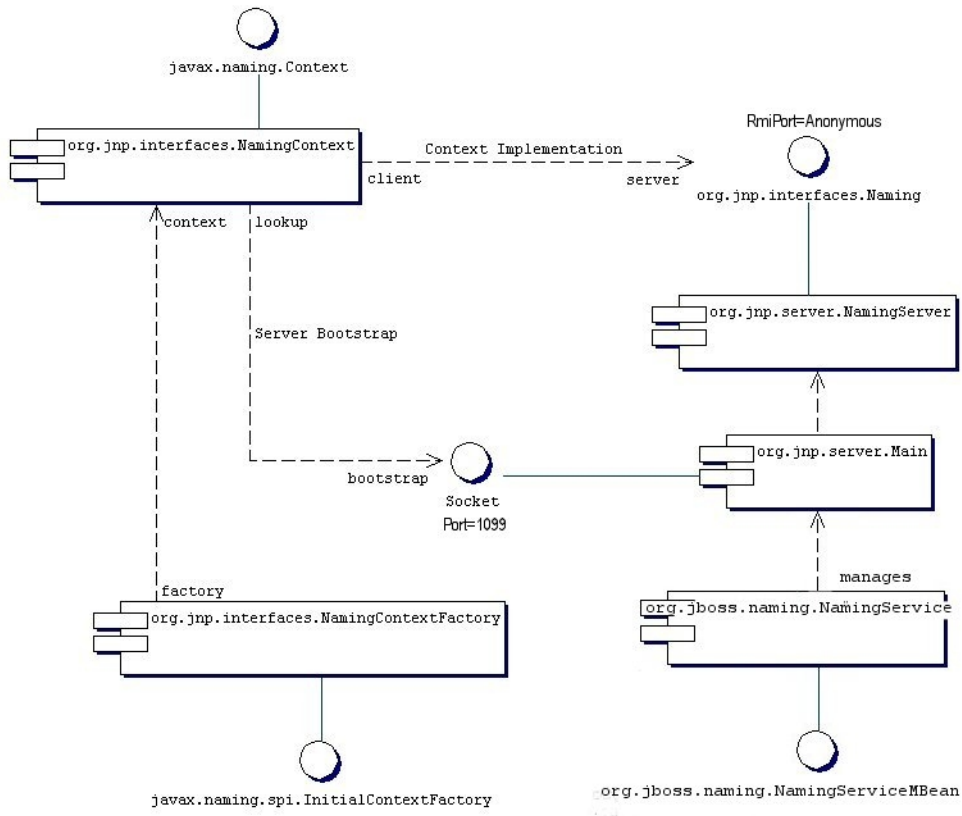 javax.naming.Context
org.jnp.interfaces.NamingContext
RmiPort=Anonymous
Context Implementation
client
server
org.jnp.interfaces.Naming
context
lookup
org.jnp.server.NamingServer
Server Bootstrap
org.jnp.server.Main
bootstrap
Socket
Port=1099
manages
factory
org.jnp.interfaces.NamingContextFactory
org.jboss.naming.NamingService
javax.naming.spi.InitialContextFactory
org.jboss.naming.NamingServiceMBean